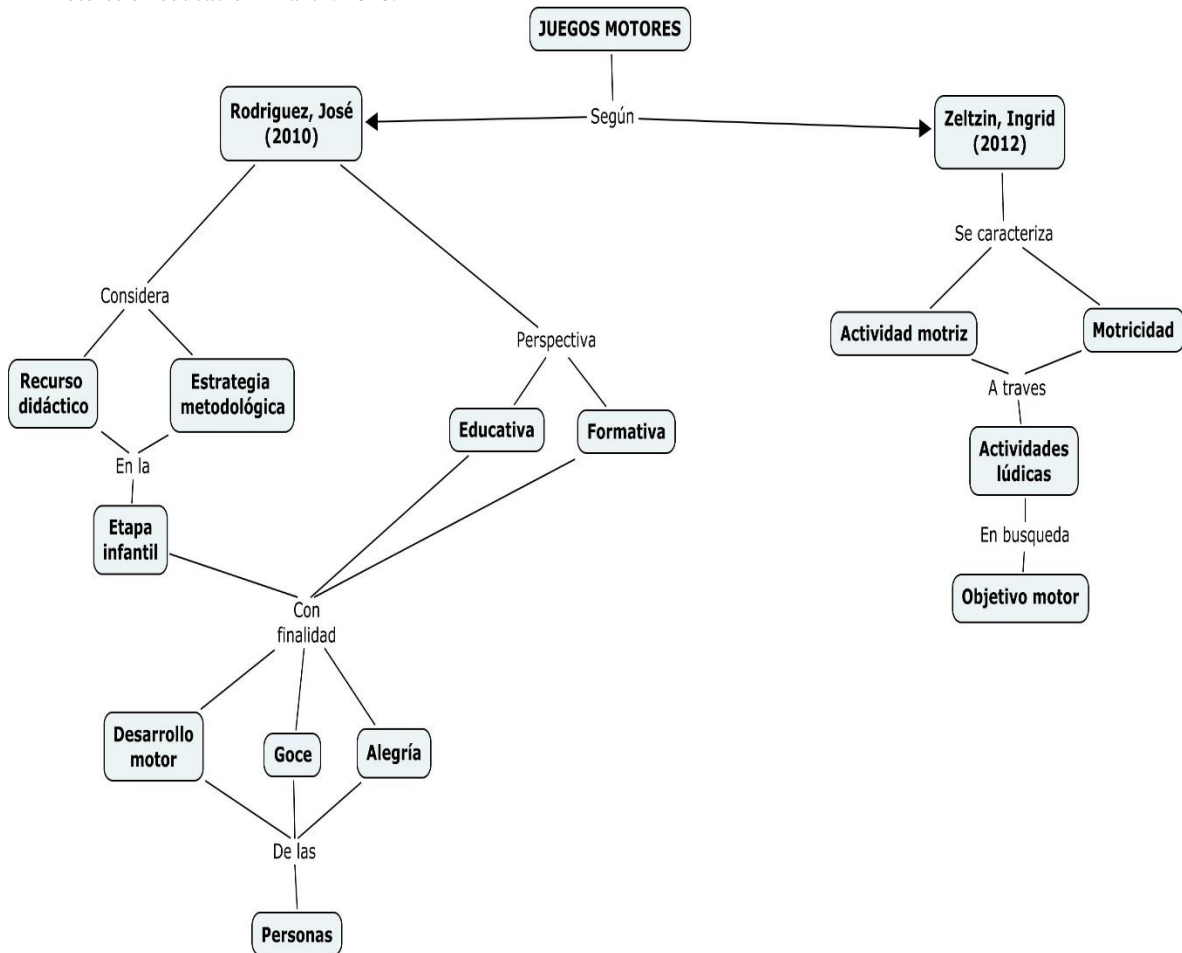 JUEGOS MOTORES
Según
Rodriguez, José
(2010)
Zeltzin, Ingrid
(2012)
Considera
Recurso
didáctico
Estrategia
metodológica
En la
Etapa
infantil
Perspectiva
Educativa
Formativa
Con
finalidad
Desarrollo
motor
Goce
Alegría
De las
Personas
Se caracteriza
Actividad motriz
Motricidad
A traves
Actividades
lúdicas
En busqueda
Objetivo motor